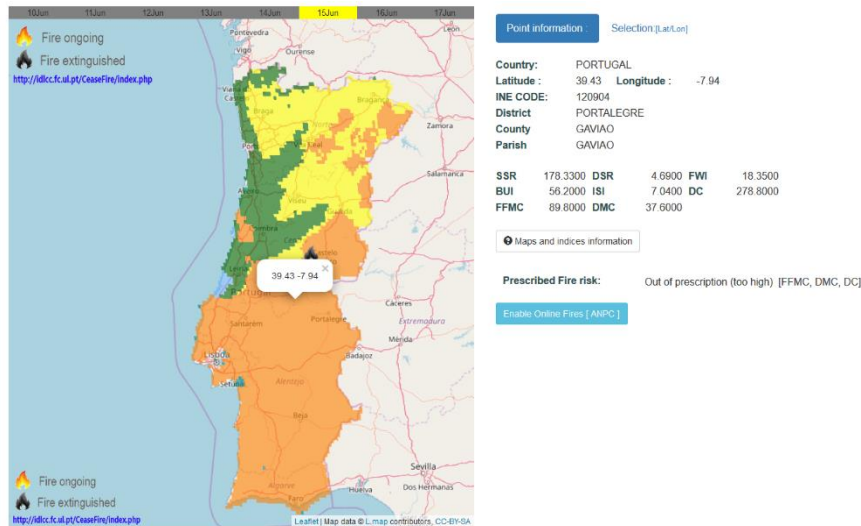 10Jun 11Jun 12Jun 13Jun 14Jun 15Jun 16Jun 17Jun
Fire ongoing
Fire extinguished
http://idlcc.fc.ul.pt/CeaseFire/index.php
Pontevedra
Vigo
Ourense
León
Braga
Bragança
Zamora
Vila Real
Salamanca
Aveiro
Viseu
Guarda
Coimbra
39.43 -7.94
×
Portugal
Cáceres
Santarém
Portalegre
Extremadura
Mérida
Lisboa
Badajoz
Setúbal
Alentejo
Beja
Sevilla
Algarve
Huelva
Dos Hermanas
Faro
Fire ongoing
Fire extinguished
http://idlcc.fc.ul.pt/CeaseFire/index.php
Leaflet | Map data © L.map contributors, CC-BY-SA
Point information : Selection:[Lat/Lon]
Country: PORTUGAL
Latitude : 39.43 Longitude : -7.94
INE CODE: 120904
District PORTALEGRE
County GAVIAO
Parish GAVIAO
SSR 178.3300 DSR 4.6900 FWI 18.3500
BUI 56.2000 ISI 7.0400 DC 278.8000
FFMC 89.8000 DMC 37.6000
Maps and indices information
Prescribed Fire risk: Out of prescription (too high) [FFMC, DMC, DC]
Enable Online Fires [ ANPC ]